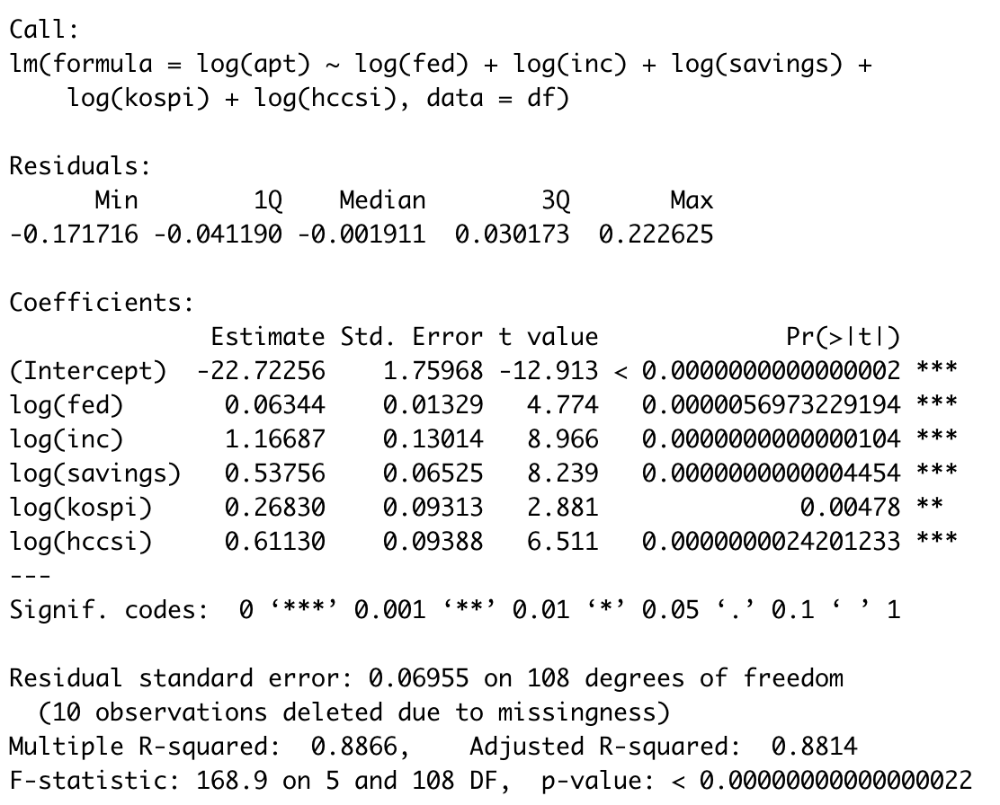 Call:
lm(formula = log(apt) ~ log(fed) + log(inc) + log(savings) +
    log(kospi) + log(hccsi), data = df)

Residuals:
      Min        1Q    Median        3Q       Max
-0.171716 -0.041190 -0.001911  0.030173  0.222625

Coefficients:
              Estimate Std. Error t value             Pr(>|t|)
(Intercept)  -22.72256    1.75968 -12.913 < 0.0000000000000002 ***
log(fed)       0.06344    0.01329   4.774   0.0000056973229194 ***
log(inc)       1.16687    0.13014   8.966   0.0000000000000104 ***
log(savings)   0.53756    0.06525   8.239   0.0000000000004454 ***
log(kospi)     0.26830    0.09313   2.881              0.00478 **
log(hccsi)     0.61130    0.09388   6.511   0.0000000024201233 ***
---
Signif. codes:  0 ‘***’ 0.001 ‘**’ 0.01 ‘*’ 0.05 ‘.’ 0.1 ‘ ’ 1

Residual standard error: 0.06955 on 108 degrees of freedom
  (10 observations deleted due to missingness)
Multiple R-squared:  0.8866,    Adjusted R-squared:  0.8814
F-statistic: 168.9 on 5 and 108 DF,  p-value: < 0.00000000000000022